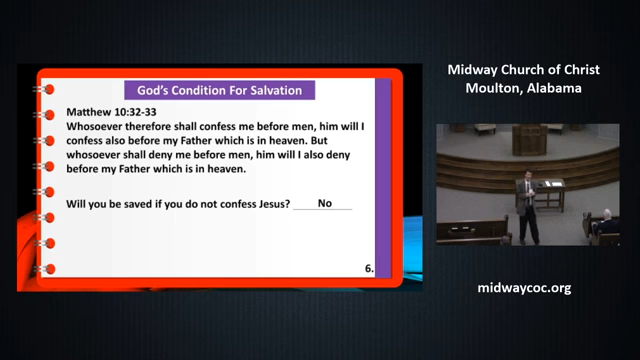 God's Condition For Salvation
Matthew 10:32-33
Whosoever therefore shall confess me before men, him will I
confess also before my Father which is in heaven. But
whosoever shall deny me before men, him will I also deny
before my Father which is in heaven.
Will you be saved if you do not confess Jesus? No
6.
Midway Church of Christ
Moulton, Alabama
midwaycoc.org